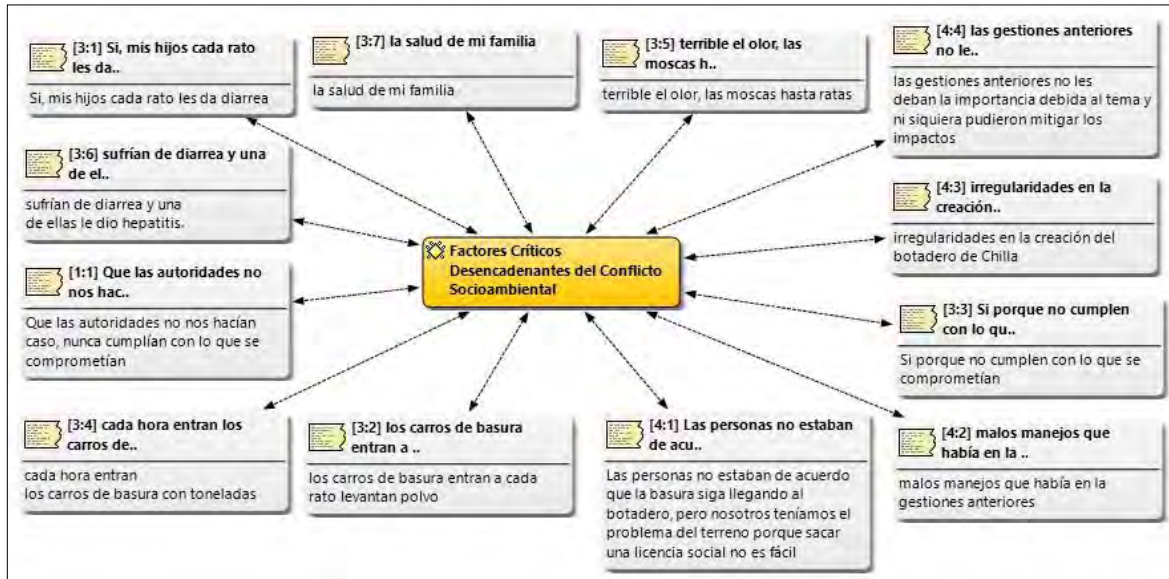 [3:1] Si, mis hijos cada rato
les da..
Si, mis hijos cada rato les da diarrea
[3:7] la salud de mi familia
la salud de mi familia
[3:5] terrible el olor, las
moscas h..
terrible el olor, las moscas hasta ratas
[4:4] las gestiones anteriores
no le..
las gestiones anteriores no les
deban la importancia debida al tema y
ni siquiera pudieron mitigar los
impactos
[3:6] sufrían de diarrea y una
de el..
sufrían de diarrea y una
de ellas le dio hepatitis.
[4:3] irregularidades en la
creación..
irregularidades en la creación del
botadero de Chilla
Factores Críticos
Desencadenantes del Conflicto
Socioambiental
[1:1] Que las autoridades no
nos hac..
Que las autoridades no nos hacían
caso, nunca cumplían con lo que se
comprometían
[3:3] Si porque no cumplen
con lo qu..
Si porque no cumplen con lo que se
comprometían
[3:4] cada hora entran los
carros de..
cada hora entran
los carros de basura con toneladas
[3:2] los carros de basura
entran a ..
los carros de basura entran a cada
rato levantan polvo
[4:1] Las personas no estaban
de acu..
Las personas no estaban de acuerdo
que la basura siga llegando al
botadero, pero nosotros teníamos el
problema del terreno porque sacar
una licencia social no es fácil
[4:2] malos manejos que
había en la ..
malos manejos que había en la
gestiones anteriores